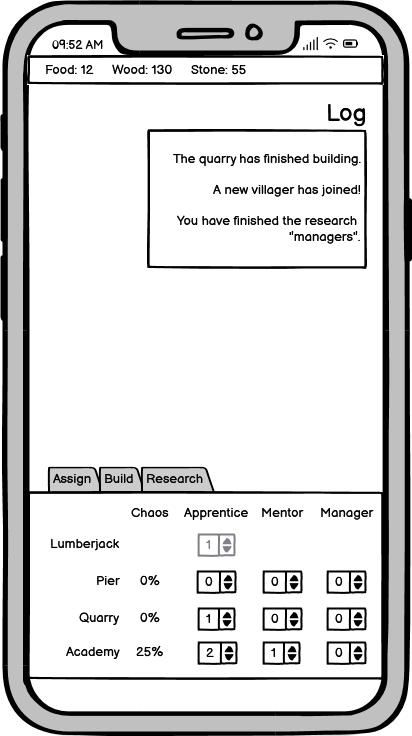 09:52 AM
Food: 12 Wood: 130 Stone: 55
Log
The quarry has finished building.
A new villager has joined!
You have finished the research
"managers".
Assign Build Research
Chaos Apprentice Mentor Manager
Lumberjack 1
Pier 0% 0 0 0
Quarry 0% 1 0 0
Academy 25% 2 1 0